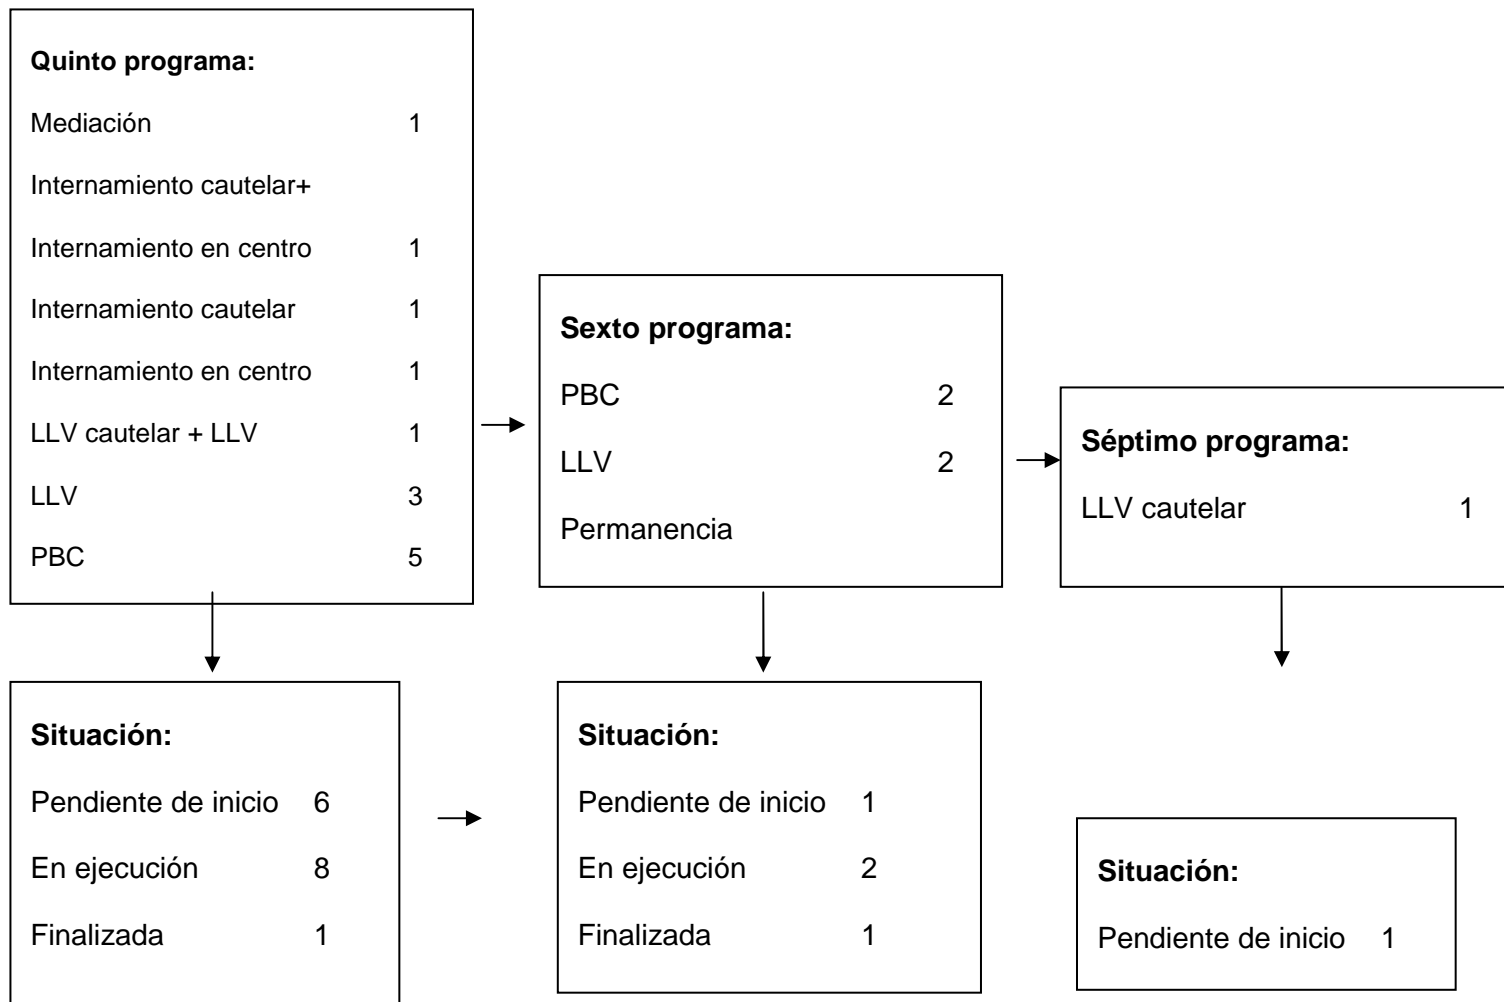 Quinto programa:
Mediación 1
Internamiento cautelar+
Internamiento en centro 1
Internamiento cautelar 1
Internamiento en centro 1
LLV cautelar + LLV 1
LLV 3
PBC 5
Sexto programa:
PBC 2
LLV 2
Permanencia
Séptimo programa:
LLV cautelar 1
Situación:
Pendiente de inicio 6
En ejecución 8
Finalizada 1
Situación:
Pendiente de inicio 1
En ejecución 2
Finalizada 1
Situación:
Pendiente de inicio 1